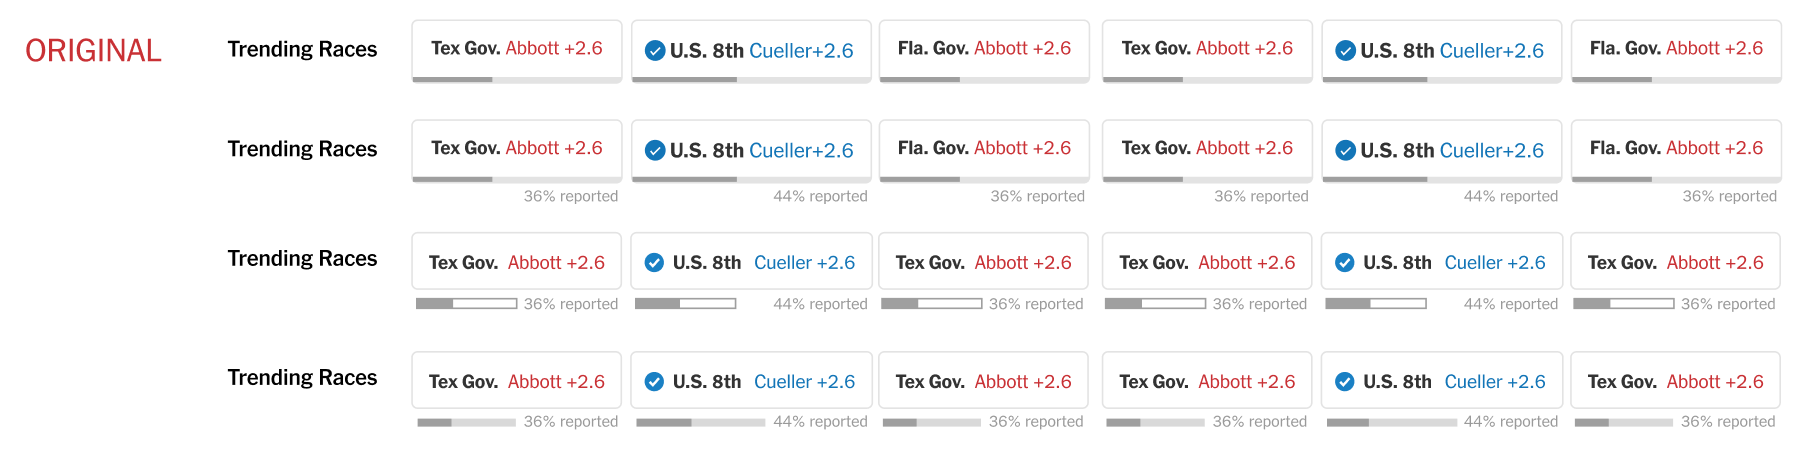 ORIGINAL
Trending Races Tex Gov. Abbott +2.6 U.S. 8th Cueller+2.6 Fla. Gov. Abbott +2.6 Tex Gov. Abbott +2.6 U.S. 8th Cueller+2.6 Fla. Gov. Abbott +2.6
Trending Races Tex Gov. Abbott +2.6 U.S. 8th Cueller+2.6 Fla. Gov. Abbott +2.6 Tex Gov. Abbott +2.6 U.S. 8th Cueller+2.6 Fla. Gov. Abbott +2.6
36% reported 44% reported 36% reported 36% reported 44% reported 36% reported
Trending Races Tex Gov. Abbott +2.6 U.S. 8th Cueller +2.6 Tex Gov. Abbott +2.6 Tex Gov. Abbott +2.6 U.S. 8th Cueller +2.6 Tex Gov. Abbott +2.6
36% reported 44% reported 36% reported 36% reported 44% reported 36% reported
Trending Races Tex Gov. Abbott +2.6 U.S. 8th Cueller +2.6 Tex Gov. Abbott +2.6 Tex Gov. Abbott +2.6 U.S. 8th Cueller +2.6 Tex Gov. Abbott +2.6
36% reported 44% reported 36% reported 36% reported 44% reported 36% reported